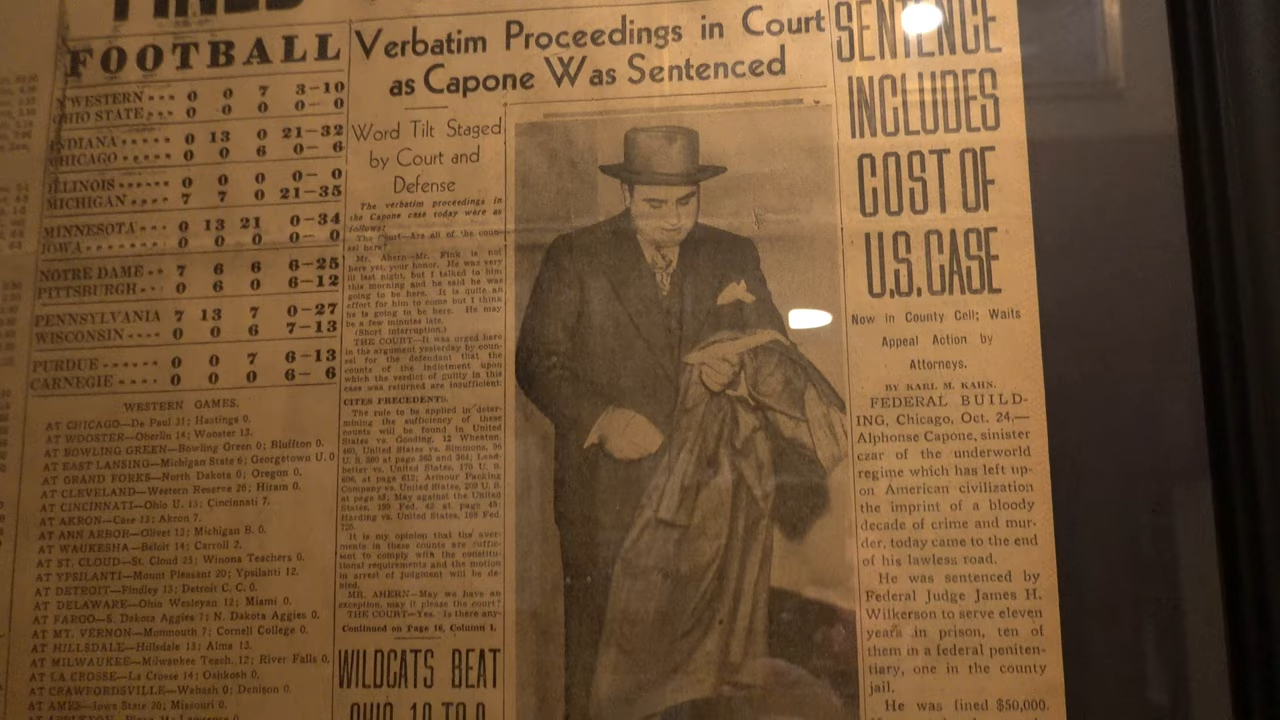 FINED
FOOTBALL
N'WESTERN 0 0 7 3-10
OHIO STATE 0 0 0 0- 0
INDIANA 0 13 0 21-32
CHICAGO 0 0 6 0- 6
ILLINOIS 0 0 0 0- 0
MICHIGAN 7 7 0 21-35
MINNESOTA 0 13 21 0-34
IOWA 0 0 0 0- 0
NOTRE DAME 7 6 6 6-25
PITTSBURGH 0 6 0 6-12
PENNSYLVANIA 7 13 7 0-27
WISCONSIN 0 0 6 7-13
PURDUE 0 0 7 6-13
CARNEGIE 0 0 0 6- 6
WESTERN GAMES.
AT CHICAGO—De Paul 31; Hastings 0.
AT WOOSTER—Oberlin 14; Wooster 13.
AT BOWLING GREEN—Bowling Green 0; Bluffton 0.
AT EAST LANSING—Michigan State 6; Georgetown U. 0
AT GRAND FORKS—North Dakota 0; Oregon 0.
AT CLEVELAND—Western Reserve 26; Hiram 0.
AT CINCINNATI—Ohio U. 13; Cincinnati 7.
AT AKRON—Case 13; Akron 7.
AT ANN ARBOR—Olivet 13; Michigan B. 0.
AT WAUKESHA—Beloit 14; Carroll 2.
AT ST. CLOUD—St. Cloud 25; Winona Teachers 0.
AT YPSILANTI—Mount Pleasant 20; Ypsilanti 12.
AT DETROIT—Findley 13; Detroit C. C. 0.
AT DELAWARE—Ohio Wesleyan 12; Miami 0.
AT FARGO—S. Dakota Aggies 7; N. Dakota Aggies 0.
AT MT. VERNON—Monmouth 7; Cornell College 0.
AT HILLSDALE—Hillsdale 13; Alma 13.
AT MILWAUKEE—Milwaukee Teach. 12; River Falls 0.
AT LA CROSSE—La Crosse 14; Oshkosh 0.
AT CRAWFORDSVILLE—Wabash 0; Denison 0.
AT AMES—Iowa State 20; Missouri 0.
Verbatim Proceedings in Court
as Capone Was Sentenced
Word Tilt Staged
by Court and
Defense
The verbatim proceedings in
the Capone case today were as
follows:
The Court—Are all of the coun-
sel here?
Mr. Ahern—Mr. Fink is not
here yet, your honor. He was very
ill last night, but I talked to him
this morning and he said he was
going to be here. It is quite an
effort for him to come but I think
he is going to be here. He may
be a few minutes late.
(Short interruption.)
THE COURT—It was urged here
in the argument yesterday by coun-
sel for the defendant that the
counts of the indictment upon
which the verdict of guilty in this
case was returned are insufficient.
CITES PRECEDENTS.
The rule to be applied in deter-
mining the sufficiency of these
counts will be found in United
States vs. Gooding, 12 Wheaton,
460, United States vs. Simmons, 96
U. S. 360 at page 363 and 364; Lead-
better vs. United States, 170 U. S.
606, at page 612; Armour Packing
Company vs. United States, 209 U. S.
at page 83, May against the United
States, 199 Fed. 42 at page 45;
Harding vs. United States, 168 Fed.
It is my opinion that the aver-
ments in these counts are suffic-
ient to comply with the constitu-
tional requirements and the motion
in arrest of judgment will be de-
nied.
MR. AHERN—May we have an
exception, may it please the court?
THE COURT—Yes. Is there any-
Continued on Page 16, Column 1.
WILDCATS BEAT
OHIO, 10 TO 0
SENTENCE
INCLUDES
COST OF
U.S. CASE
Now in County Cell; Waits
Appeal Action by
Attorneys.
BY KARL M. KAHN.
FEDERAL BUILD-
ING, Chicago, Oct. 24,—
Alphonse Capone, sinister
czar of the underworld
regime which has left up-
on American civilization
the imprint of a bloody
decade of crime and mur-
der, today came to the end
of his lawless road.
He was sentenced by
Federal Judge James H.
Wilkerson to serve eleven
years in prison, ten of
them in a federal peniten-
tiary, one in the county
jail.
He was fined $50,000.